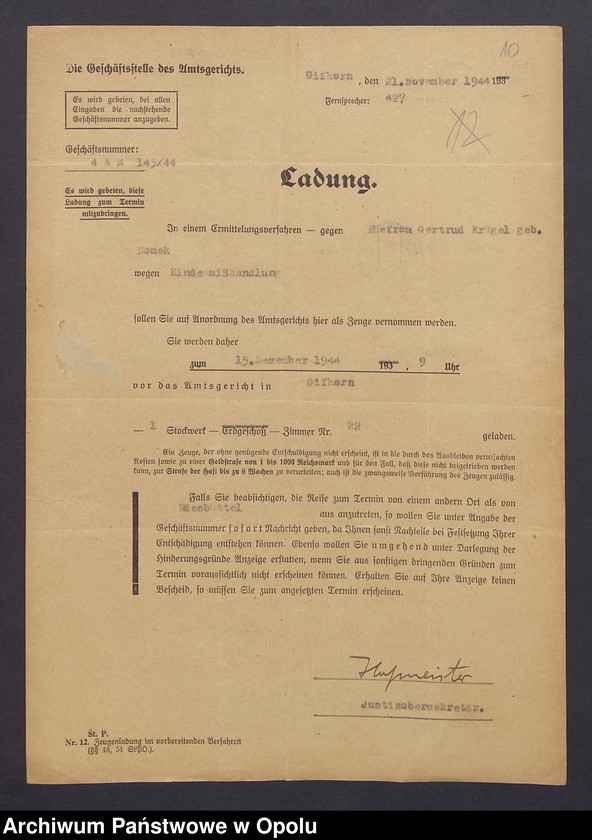 10
Die Geschäftsstelle des Amtsgerichts.
Gifhorn, den 21. November 1944 193
Fernsprecher: 427
Es wird gebeten, bei allen
Eingaben die nachstehende
Geschäftsnummer anzugeben.
12
Geschäftsnummer:
4 A R 143/44
Es wird gebeten, diese
Ladung zum Termin
mitzubringen.
Ladung.
In einem Ermittelungsverfahren — gegen Ehefrau Gertrud Krügel geb.
wegen Kindesmißhandlung
sollen Sie auf Anordnung des Amtsgerichts hier als Zeuge vernommen werden.
Sie werden daher
zum 15. Dezember 1944 193 , 9 Uhr
vor das Amtsgericht in Gifhorn
— 1 Stockwerk — Erdgeschoß — Zimmer Nr. 22 geladen.
Ein Zeuge, der ohne genügende Entschuldigung nicht erscheint, ist in die durch das Ausbleiben verursachten
Kosten sowie zu einer Geldstrafe von 1 bis 1000 Reichsmark und für den Fall, daß diese nicht beigetrieben werden
kann, zur Strafe der Haft bis zu 6 Wochen zu verurteilen; auch ist die zwangsweise Vorführung des Zeugen zulässig.
Falls Sie beabsichtigen, die Reise zum Termin von einem andern Ort als von
aus anzutreten, so wollen Sie unter Angabe der
Geschäftsnummer sofort Nachricht geben, da Ihnen sonst Nachteile bei Festsetzung Ihrer
Entschädigung entstehen können. Ebenso wollen Sie umgehend unter Darlegung der
Hinderungsgründe Anzeige erstatten, wenn Sie aus sonstigen dringenden Gründen zum
Termin voraussichtlich nicht erscheinen können. Erhalten Sie auf Ihre Anzeige keinen
Bescheid, so müssen Sie zum angesetzten Termin erscheinen.
Hofmeister
Justizobersekretär.
St. P.
Nr. 12. Zeugenladung im vorbereitenden Verfahren
(§§ 48, 51 StPO.)
Archiwum Państwowe w Opolu